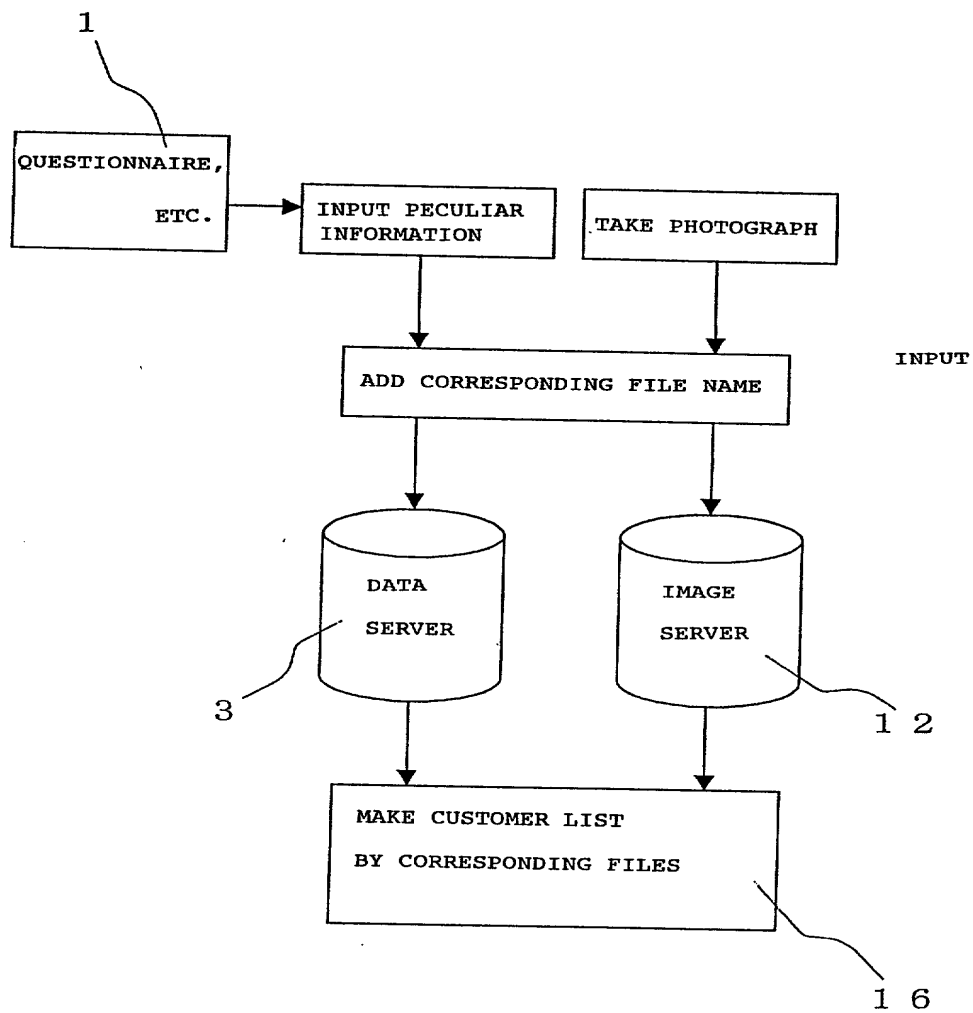 1
QUESTIONNAIRE,
ETC.
INPUT PECULIAR
INFORMATION
TAKE PHOTOGRAPH
INPUT
ADD CORRESPONDING FILE NAME
DATA
SERVER
IMAGE
SERVER
3
1 2
MAKE CUSTOMER LIST
BY CORRESPONDING FILES
1 6